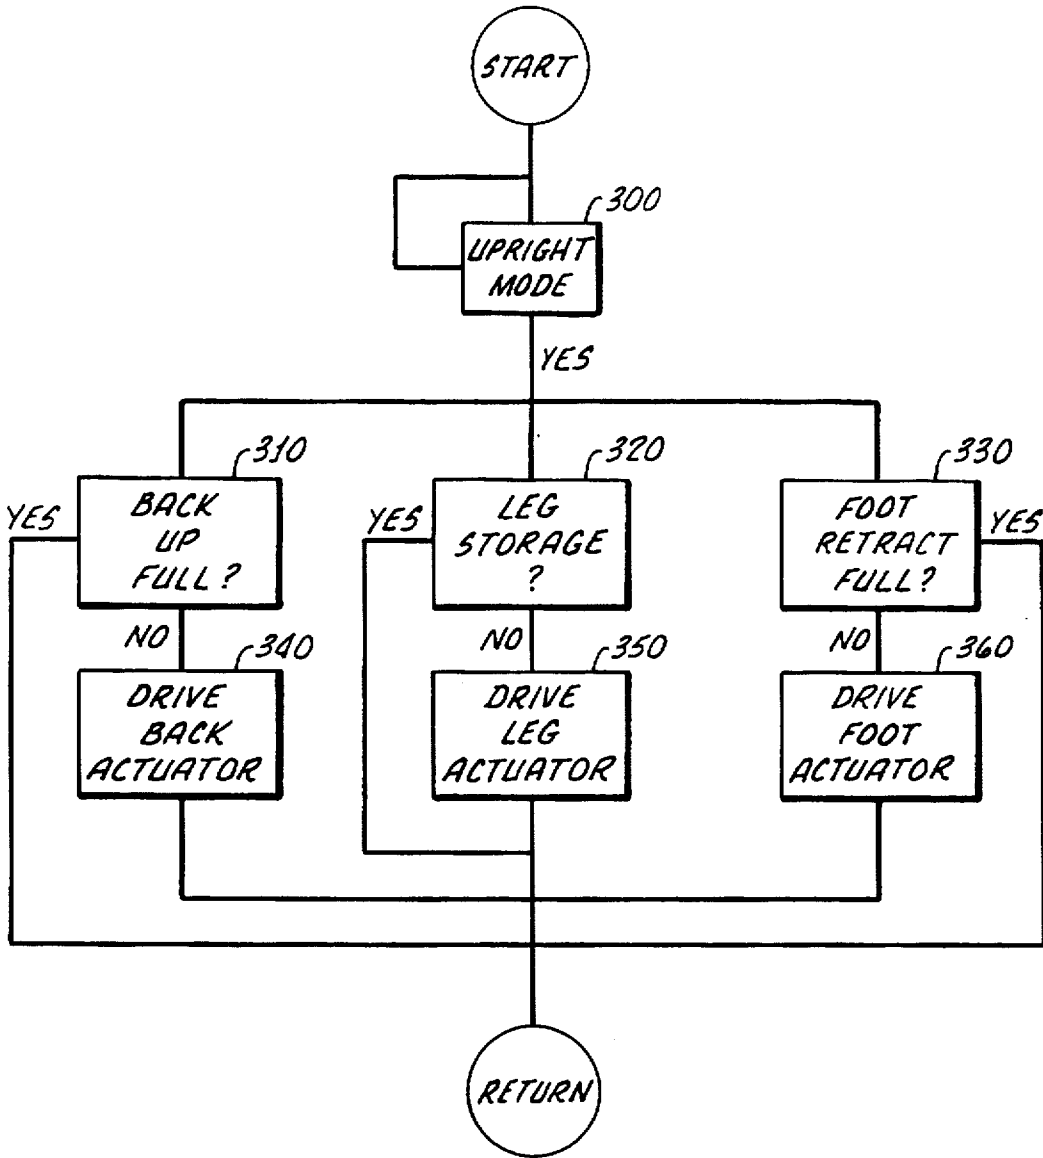 START
300
UPRIGHT
MODE
YES
310
320
330
YES
BACK
UP
FULL?
YES
LEG
STORAGE
?
FOOT
RETRACT
FULL?
YES
NO
340
NO
350
NO
360
DRIVE
BACK
ACTUATOR
DRIVE
LEG
ACTUATOR
DRIVE
FOOT
ACTUATOR
RETURN